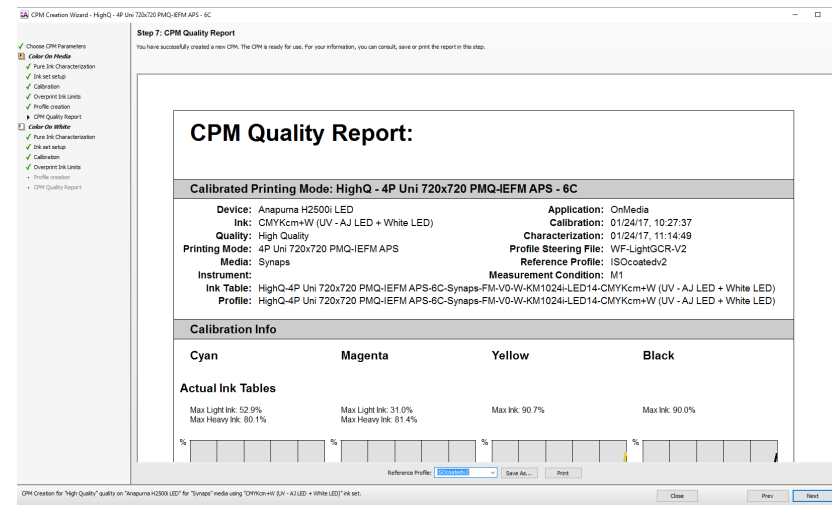 CPM Creation Wizard - HighQ - 4P Uni 720x720 PMQ-IEFM APS - 6C
Choose CPM Parameters
Color On Media
Pure Ink Characterization
Ink set setup
Calibration
Overprint Ink Limits
Profile creation
CPM Quality Report
Color On White
Pure Ink Characterization
Ink set setup
Calibration
Overprint Ink Limits
Profile creation
CPM Quality Report
Step 7: CPM Quality Report
You have successfully created a new CPM. The CPM is ready for use. For your information, you can consult, save or print the report in this step.
CPM Quality Report:
Calibrated Printing Mode: HighQ - 4P Uni 720x720 PMQ-IEFM APS - 6C
Device: Anapurna H2500i LED
Ink: CMYKcm+W (UV - AJ LED + White LED)
Quality: High Quality
Printing Mode: 4P Uni 720x720 PMQ-IEFM APS
Media: Synaps
Instrument:
Application: OnMedia
Calibration: 01/24/17, 10:27:37
Characterization: 01/24/17, 11:14:49
Profile Steering File: WF-LightGCR-V2
Reference Profile: ISOcoatedv2
Measurement Condition: M1
Ink Table: HighQ-4P Uni 720x720 PMQ-IEFM APS-6C-Synaps-FM-V0-W-KM1024i-LED14-CMYKcm+W (UV - AJ LED + White LED)
Profile: HighQ-4P Uni 720x720 PMQ-IEFM APS-6C-Synaps-FM-V0-W-KM1024i-LED14-CMYKcm+W (UV - AJ LED + White LED)
Calibration Info
Cyan Magenta Yellow Black
Actual Ink Tables
Max Light Ink: 52.9% Max Light Ink: 31.0% Max Ink: 90.7% Max Ink: 90.0%
Max Heavy Ink: 80.1% Max Heavy Ink: 81.4%
% % % %
Reference Profile: ISOcoatedv2 Save As... Print
CPM Creation for "High Quality" quality on "Anapurna H2500i LED" for "Synaps" media using "CMYKcm+W (UV - AJ LED + White LED)" ink set.
Close Prev Next